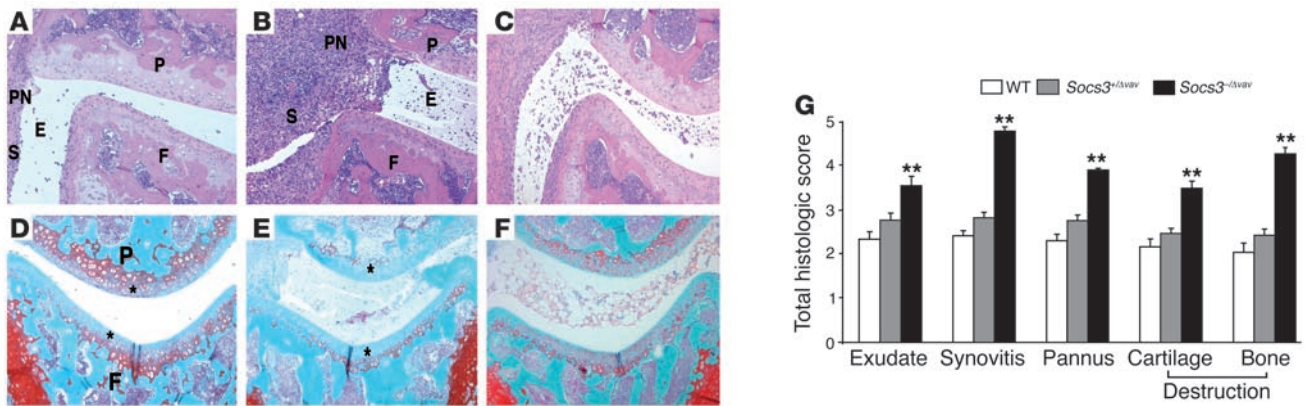 A
P
PN
E
S
F
B
PN
P
E
S
F
C
D
P
*
*
F
E
*
*
F
G
WT Socs3+/Δvav Socs3−/Δvav
Total histologic score
5
4
3
2
1
0
** ** ** ** **
Exudate Synovitis Pannus Cartilage Bone
Destruction